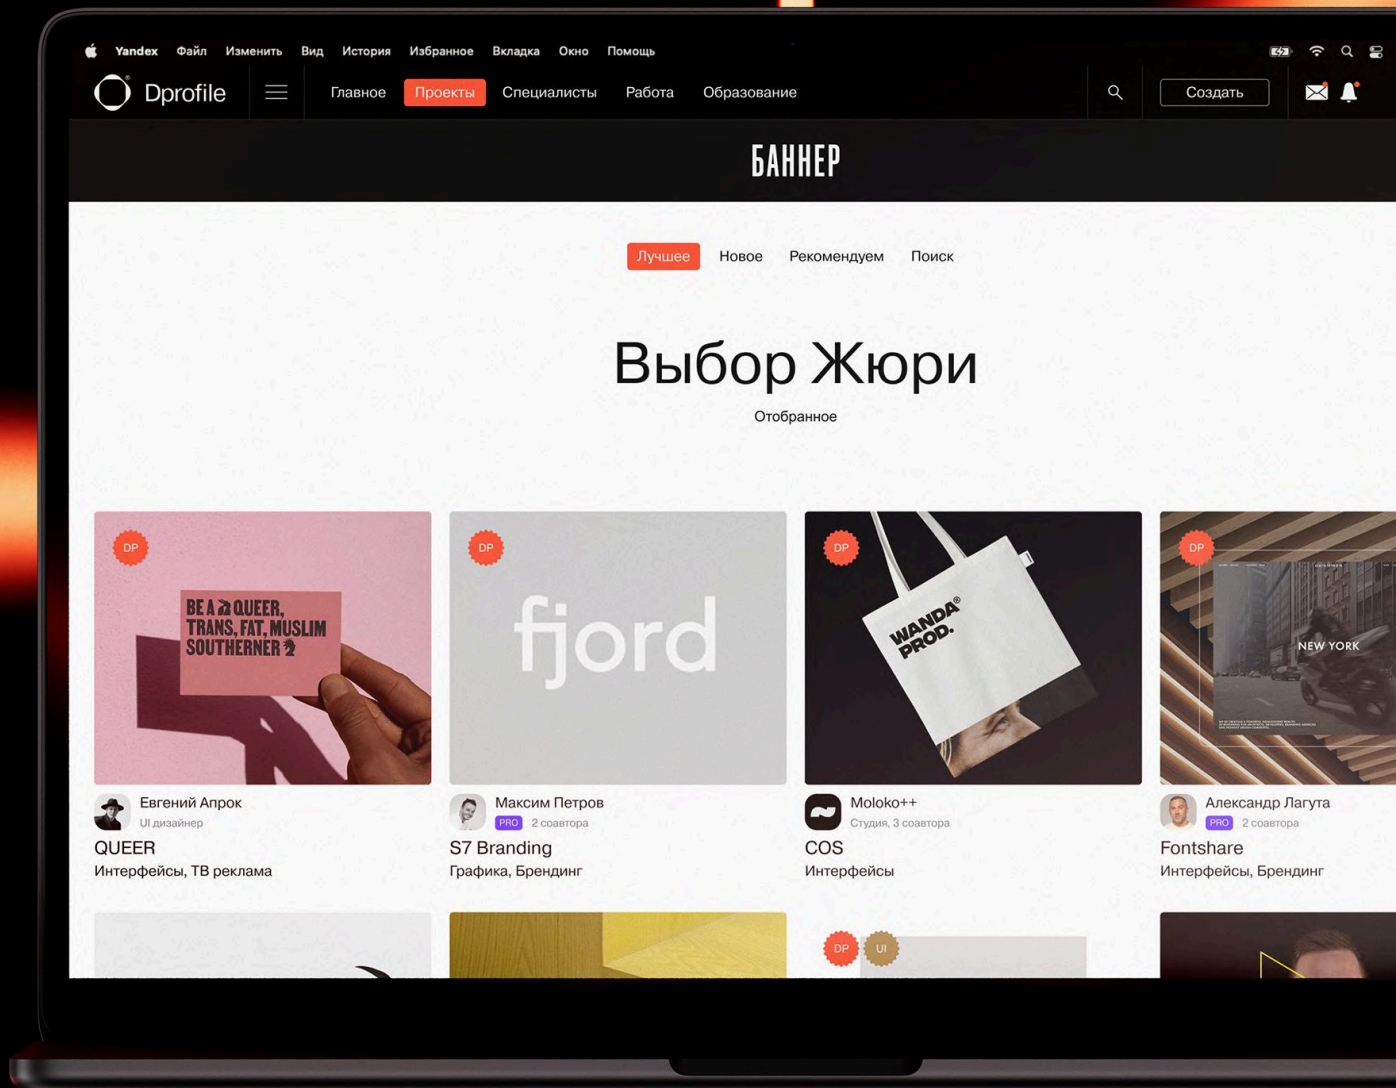 Yandex Файл Изменить Вид История Избранное Вкладка Окно Помощь
Dprofile Главное Проекты Специалисты Работа Образование Создать
БАННЕР
Лучшее Новое Рекомендуем Поиск
Выбор Жюри
Отобранное
DP
BE A QUEER,
TRANS, FAT, MUSLIM
SOUTHERNER
Евгений Апрок
UI дизайнер
QUEER
Интерфейсы, ТВ реклама
DP
fjord
Максим Петров
PRO 2 соавтора
S7 Branding
Графика, Брендинг
DP
WANDA®
PROD.
Moloko++
Студия, 3 соавтора
COS
Интерфейсы
DP
NEW YORK
Александр Лагута
PRO 2 соавтора
Fontshare
Интерфейсы, Брендинг
DP UI